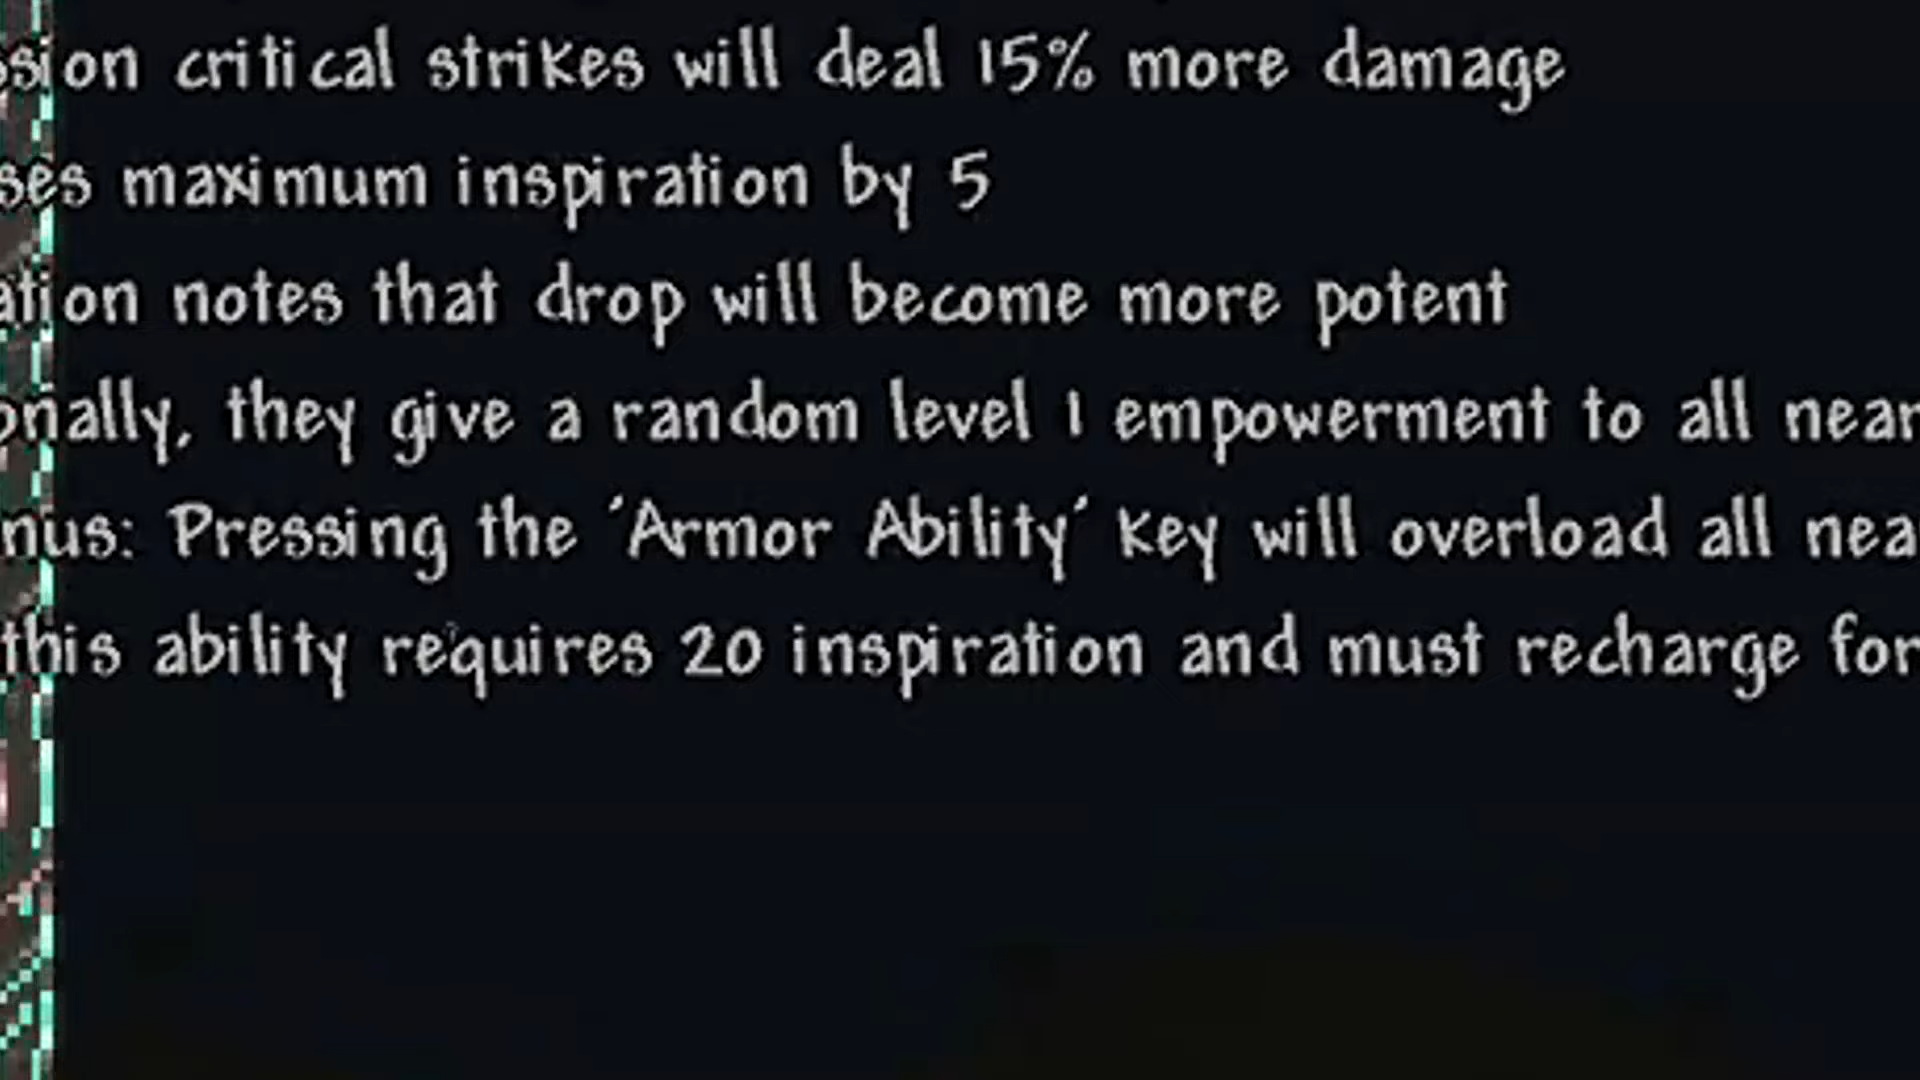 ssion critical strikes will deal 15% more damage
ses maximum inspiration by 5
ation notes that drop will become more potent
onally, they give a random level 1 empowerment to all near
nus: Pressing the 'Armor Ability' key will overload all nea
this ability requires 20 inspiration and must recharge for